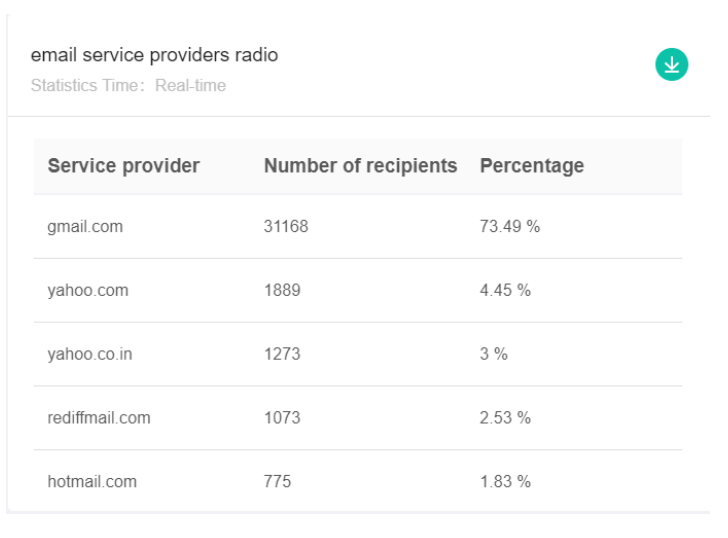 email service providers radio
Statistics Time：Real-time
Service provider Number of recipients Percentage
gmail.com 31168 73.49 %
yahoo.com 1889 4.45 %
yahoo.co.in 1273 3 %
rediffmail.com 1073 2.53 %
hotmail.com 775 1.83 %